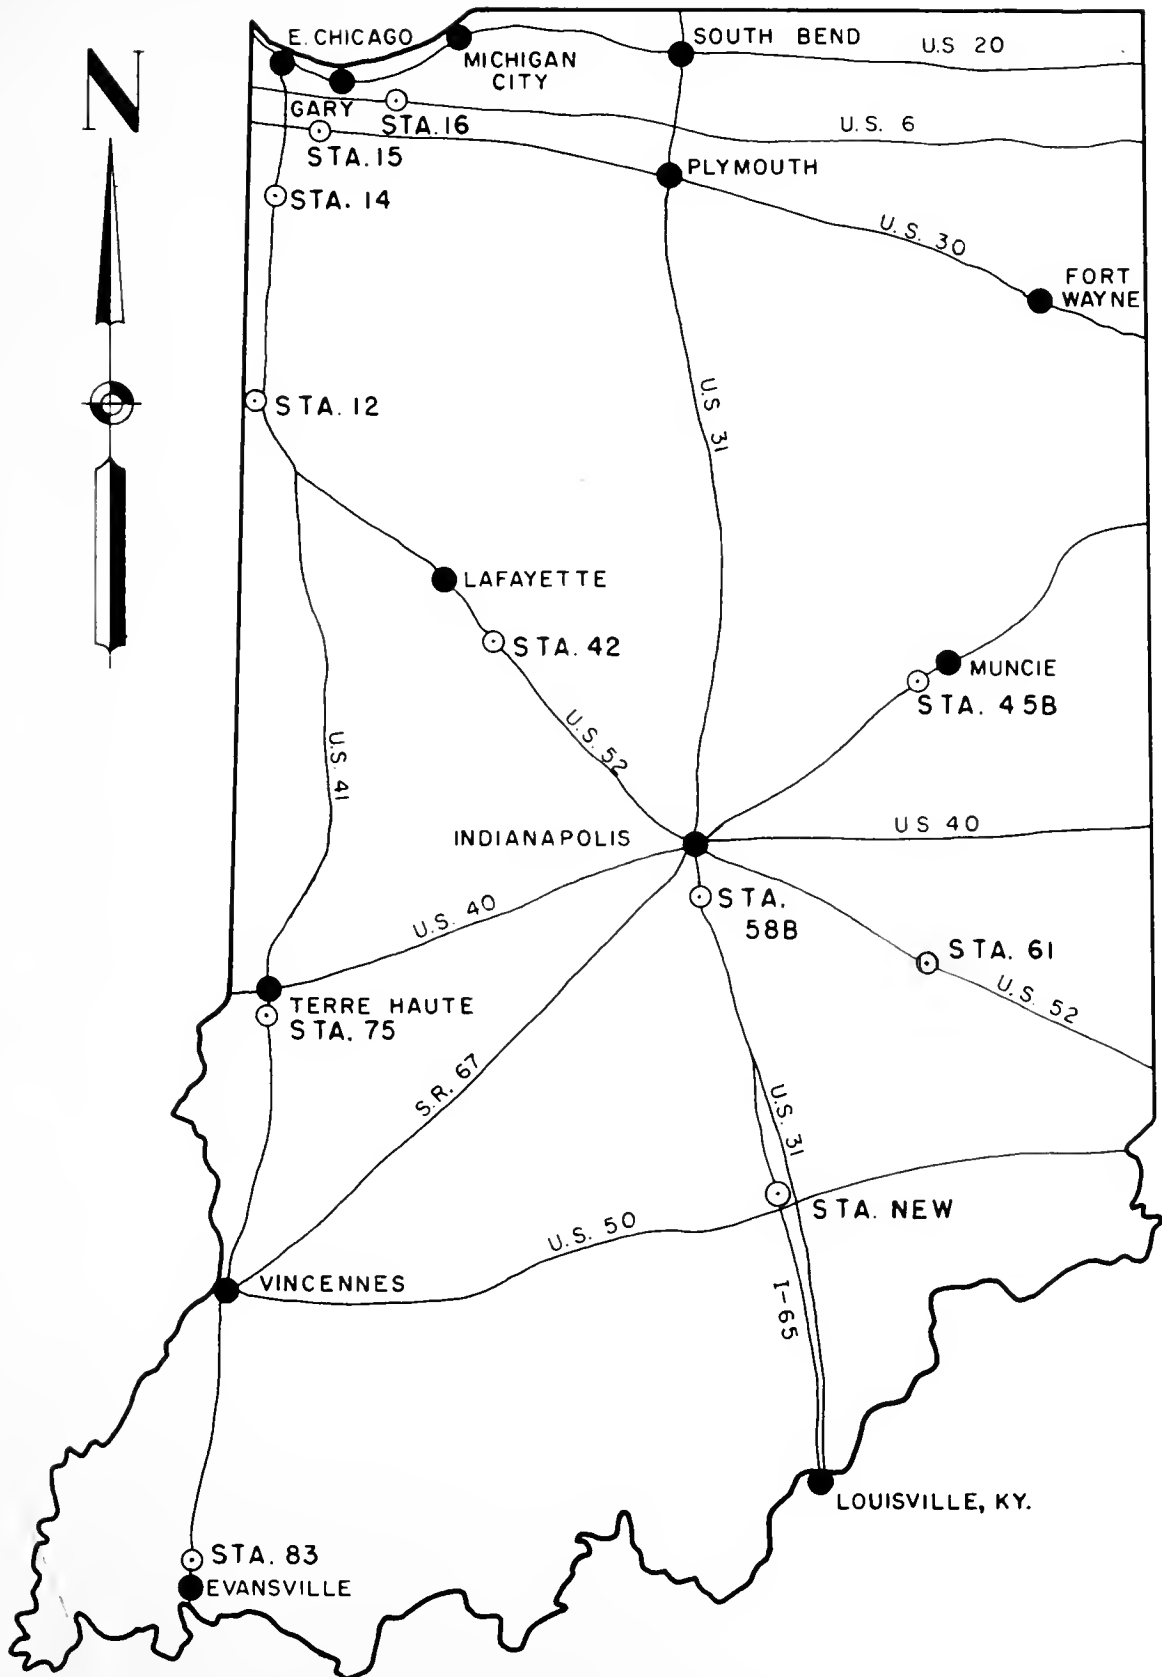 N
E. CHICAGO
MICHIGAN
CITY
SOUTH BEND
U.S 20
GARY
STA. 16
U.S. 6
STA. 15
PLYMOUTH
STA. 14
U.S. 30
FORT
WAYNE
STA. 12
U.S 31
LAFAYETTE
STA. 42
MUNCIE
STA. 45B
U.S. 52
U.S. 41
INDIANAPOLIS
US 40
STA.
58B
U.S. 40
STA. 61
U.S. 52
TERRE HAUTE
STA. 75
S.R. 67
U.S. 31
STA. NEW
U.S. 50
VINCENNES
I-65
LOUISVILLE, KY.
STA. 83
EVANSVILLE